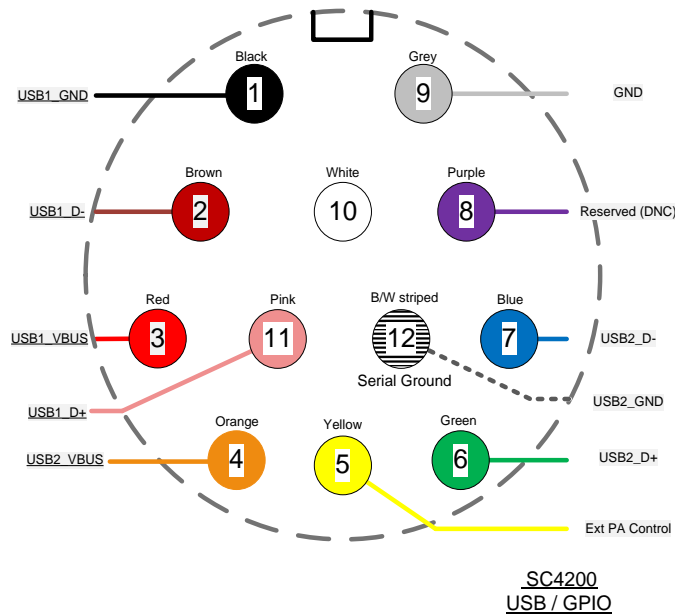 Black
Grey
USB1_GND
1
9
GND
Brown
White
Purple
USB1_D-
2
10
8
Reserved (DNC)
Red
Pink
B/W striped
Blue
USB1_VBUS
3
11
12
7
USB2_D-
Serial Ground
USB2_GND
USB1_D+
Orange
Yellow
Green
USB2_VBUS
4
5
6
USB2_D+
Ext PA Control
SC4200
USB / GPIO